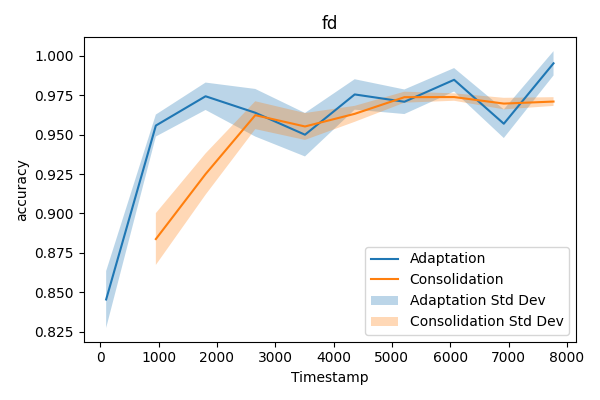 fd
accuracy
1.000
0.975
0.950
0.925
0.900
0.875
0.850
0.825
Adaptation
Consolidation
Adaptation Std Dev
Consolidation Std Dev
0 1000 2000 3000 4000 5000 6000 7000 8000
Timestamp